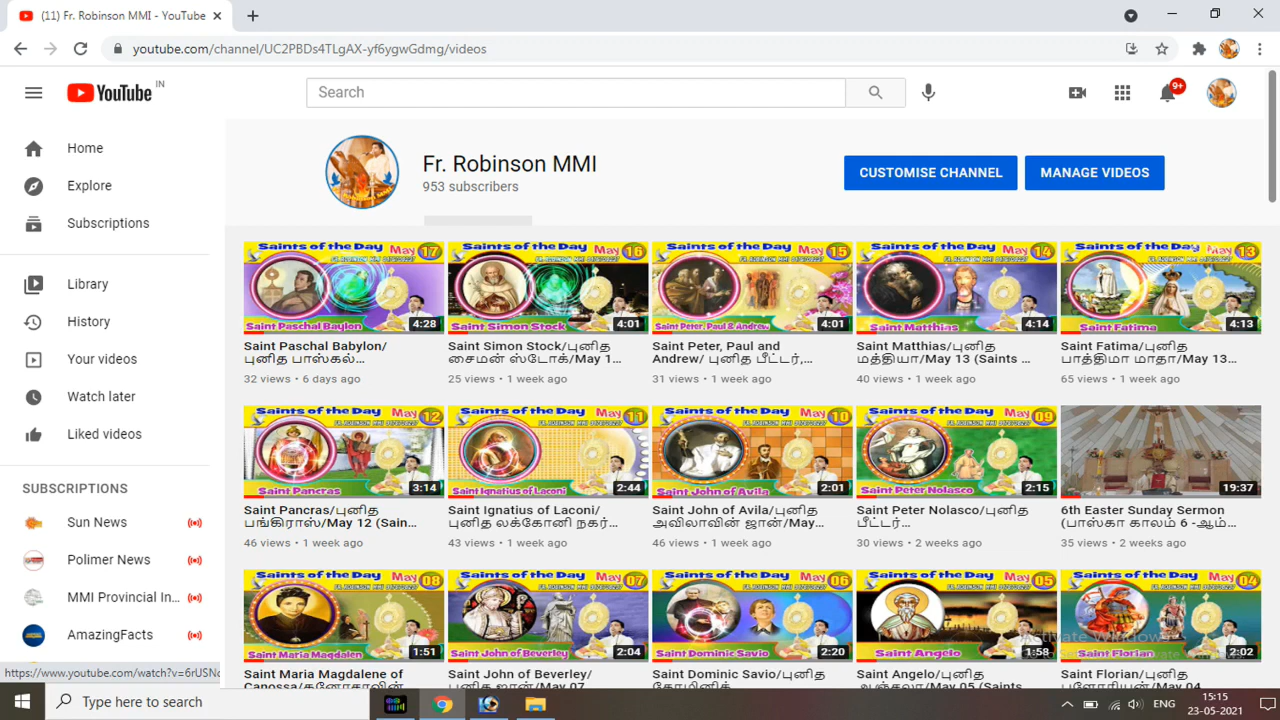 (11) Fr. Robinson MMI - YouTube
youtube.com/channel/UC2PBDs4TLgAX-yf6ygwGdmg/videos
YouTube IN
Search
9+
Home
Explore
Subscriptions
Library
History
Your videos
Watch later
Liked videos
SUBSCRIPTIONS
Sun News
Polimer News
MMI Provincial In...
AmazingFacts
https://www.youtube.com/watch?v=6rUSN
Fr. Robinson MMI
953 subscribers
CUSTOMISE CHANNEL
MANAGE VIDEOS
Saints of the Day May 17
Saint Paschal Baylon 4:28
Saint Paschal Babylon/
புனித பாஸ்கல்...
32 views • 6 days ago
Saints of the Day May 16
Saint Simon Stock 4:01
Saint Simon Stock/புனித
சைமன் ஸ்டோக்/May 1...
25 views • 1 week ago
Saints of the Day May 15
Saint Peter, Paul & Andrew 4:01
Saint Peter, Paul and
Andrew/ புனித பீட்டர்,...
31 views • 1 week ago
Saints of the Day May 14
Saint Matthias 4:14
Saint Matthias/புனித
மத்தியா/May 13 (Saints ...
40 views • 1 week ago
Saints of the Day May 13
Saint Fatima 4:13
Saint Fatima/புனித
பாத்திமா மாதா/May 13...
65 views • 1 week ago
Saints of the Day May 12
Saint Pancras 3:14
Saint Pancras/புனித
பங்கிராஸ்/May 12 (Sain...
46 views • 1 week ago
Saints of the Day May 11
Saint Ignatius of Laconi 2:44
Saint Ignatius of Laconi/
புனித லக்கோனி நகர்...
43 views • 1 week ago
Saints of the Day May 10
Saint John of Avila 2:01
Saint John of Avila/புனித
அவிலாவின் ஜான்/May...
46 views • 1 week ago
Saints of the Day May 09
Saint Peter Nolasco 2:15
Saint Peter Nolasco/புனித
பீட்டர்...
30 views • 2 weeks ago
19:37
6th Easter Sunday Sermon
(பாஸ்கா காலம் 6 -ஆம்...
35 views • 2 weeks ago
Saints of the Day May 08
Saint Maria Magdalen 1:51
Saint Maria Magdalene of
Canossa/கனோசாவின்
Saints of the Day May 07
Saint John of Beverley 2:04
Saint John of Beverley/
புனித ஜான்/May 07
Saints of the Day May 06
Saint Dominic Savio 2:20
Saint Dominic Savio/புனித
தோமினிக்
Saints of the Day May 05
Saint Angelo 1:58
Saint Angelo/புனித
ஆஞ்சலா/May 05 (Saints
Saints of the Day May 04
Saint Florian 2:02
Saint Florian/புனித
புளோரியன்/May 04
Activate Windows
Type here to search
ENG
15:15
23-05-2021